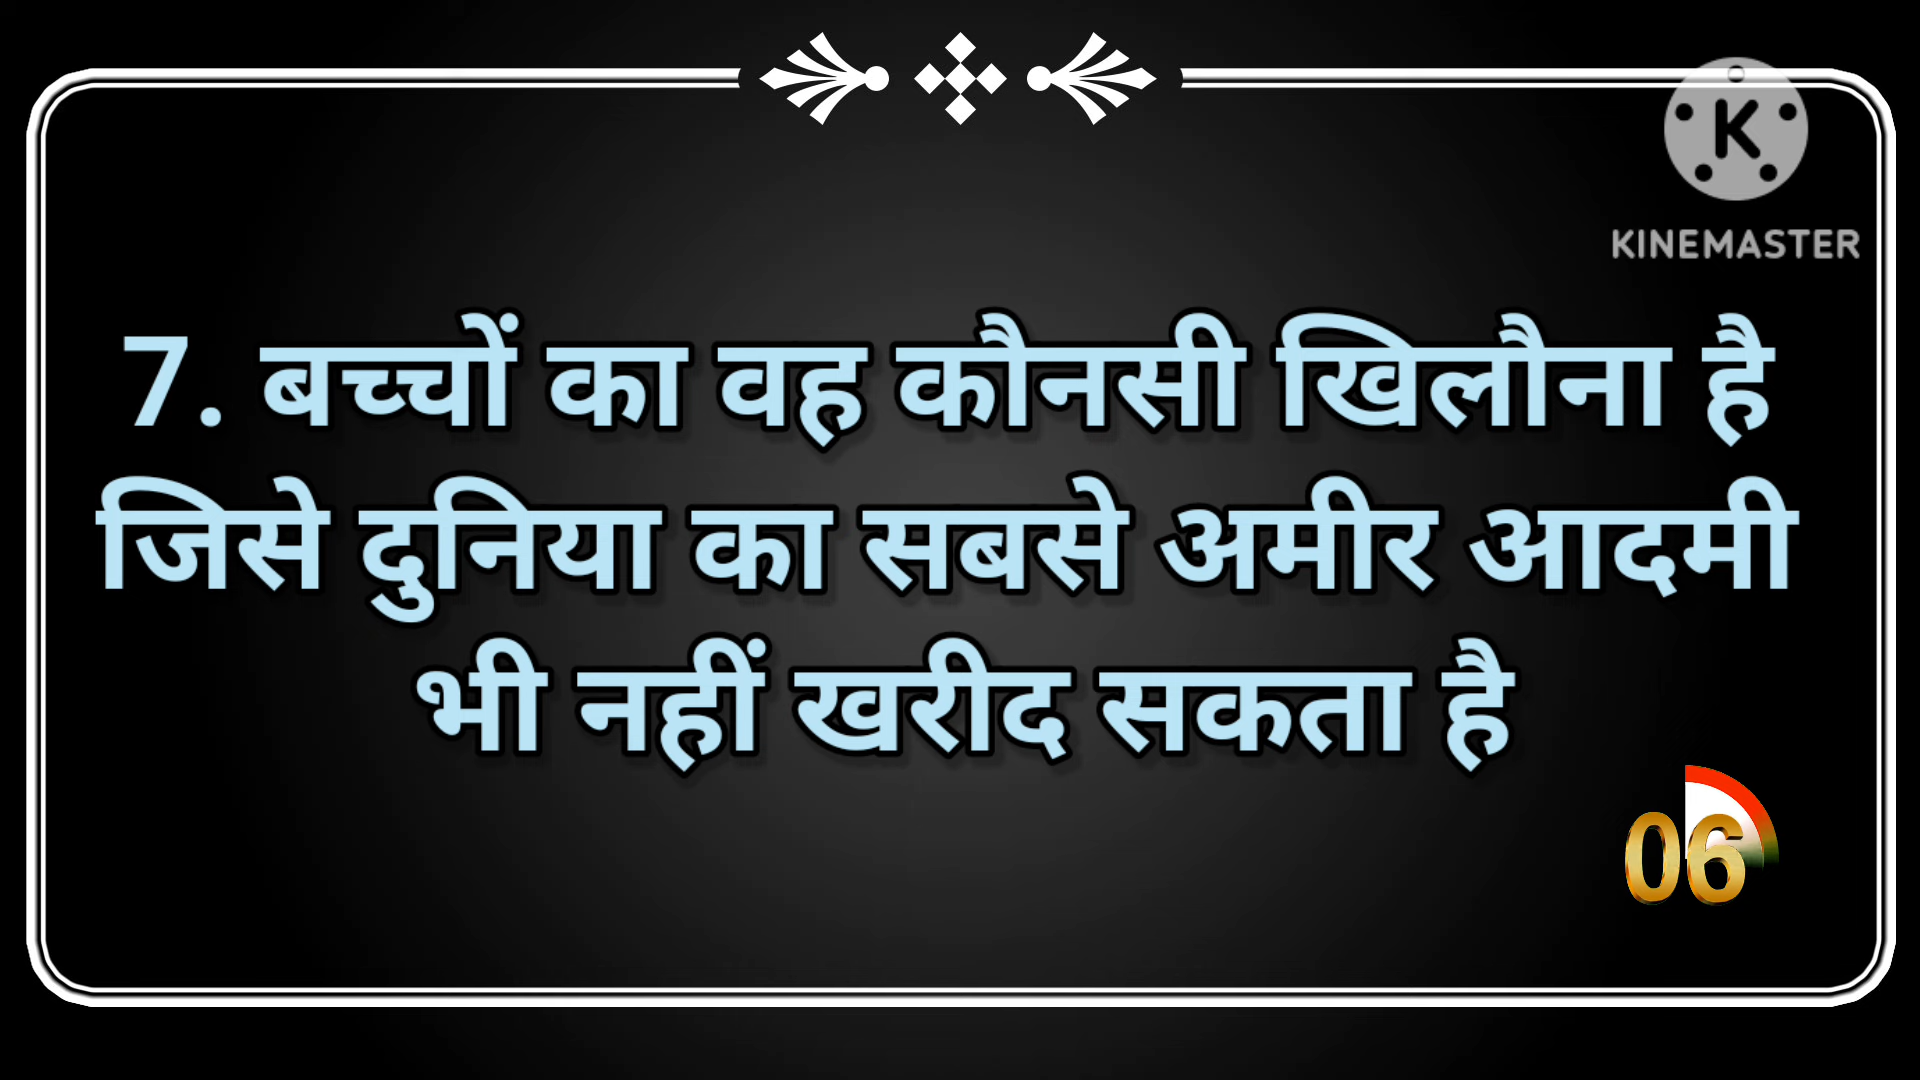 K
KINEMASTER
7. बच्चों का वह कौनसी खिलौना है
जिसे दुनिया का सबसे अमीर आदमी
भी नहीं खरीद सकता है
06